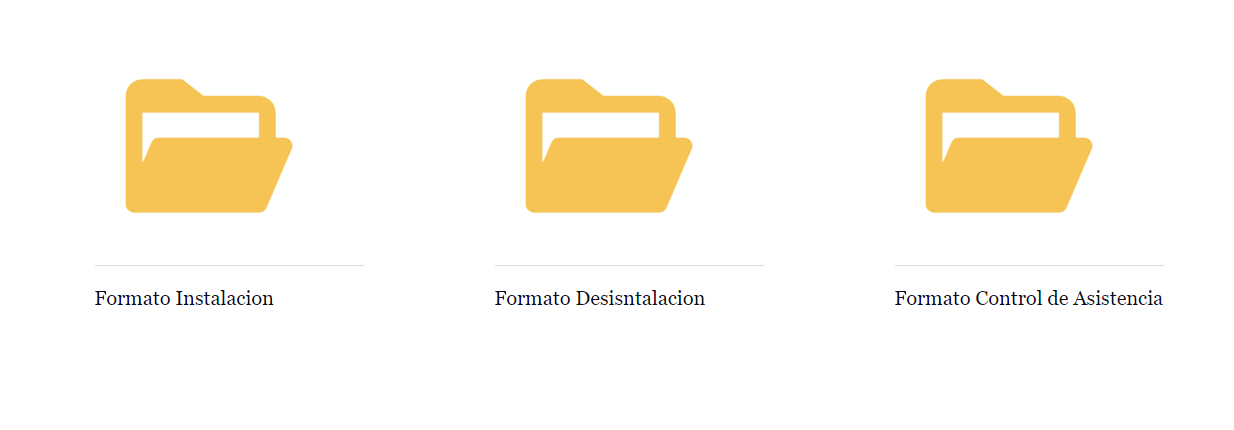 Formato Instalacion
Formato Desisntalacion
Formato Control de Asistencia